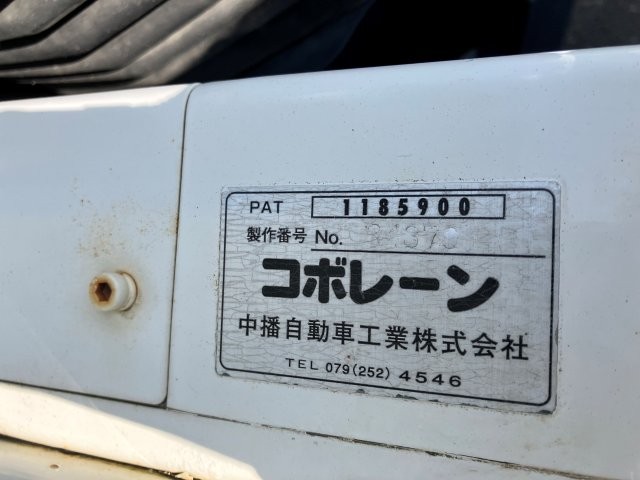 PAT 1185900
製作番号 No.
コボレーン
中播自動車工業株式会社
TEL 079(252) 4546